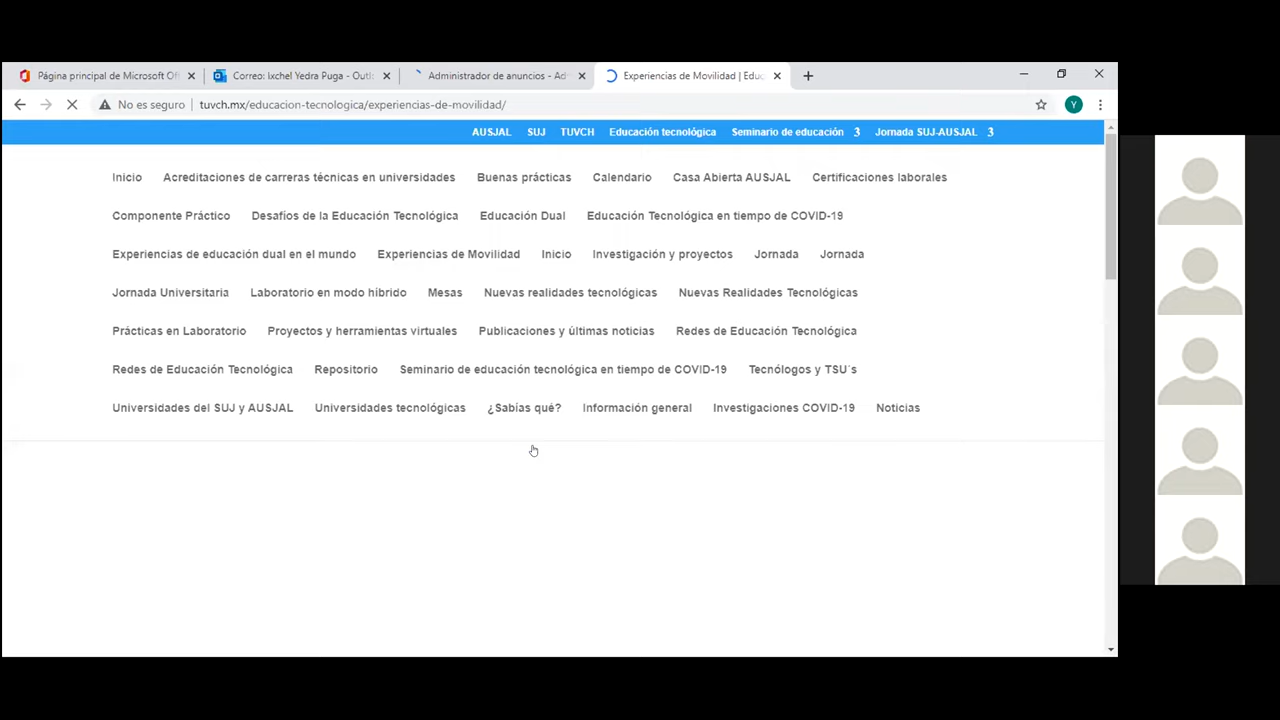 Página principal de Microsoft Ofi
Correo: Ixchel Yedra Puga - Outl
Administrador de anuncios - Ad
Experiencias de Movilidad | Educ
No es seguro
tuvch.mx/educacion-tecnologica/experiencias-de-movilidad/
Y
AUSJAL SUJ TUVCH Educación tecnológica Seminario de educación 3 Jornada SUJ-AUSJAL 3
Inicio Acreditaciones de carreras técnicas en universidades Buenas prácticas Calendario Casa Abierta AUSJAL Certificaciones laborales
Componente Práctico Desafíos de la Educación Tecnológica Educación Dual Educación Tecnológica en tiempo de COVID-19
Experiencias de educación dual en el mundo Experiencias de Movilidad Inicio Investigación y proyectos Jornada Jornada
Jornada Universitaria Laboratorio en modo híbrido Mesas Nuevas realidades tecnológicas Nuevas Realidades Tecnológicas
Prácticas en Laboratorio Proyectos y herramientas virtuales Publicaciones y últimas noticias Redes de Educación Tecnológica
Redes de Educación Tecnológica Repositorio Seminario de educación tecnológica en tiempo de COVID-19 Tecnólogos y TSU´s
Universidades del SUJ y AUSJAL Universidades tecnológicas ¿Sabías qué? Información general Investigaciones COVID-19 Noticias